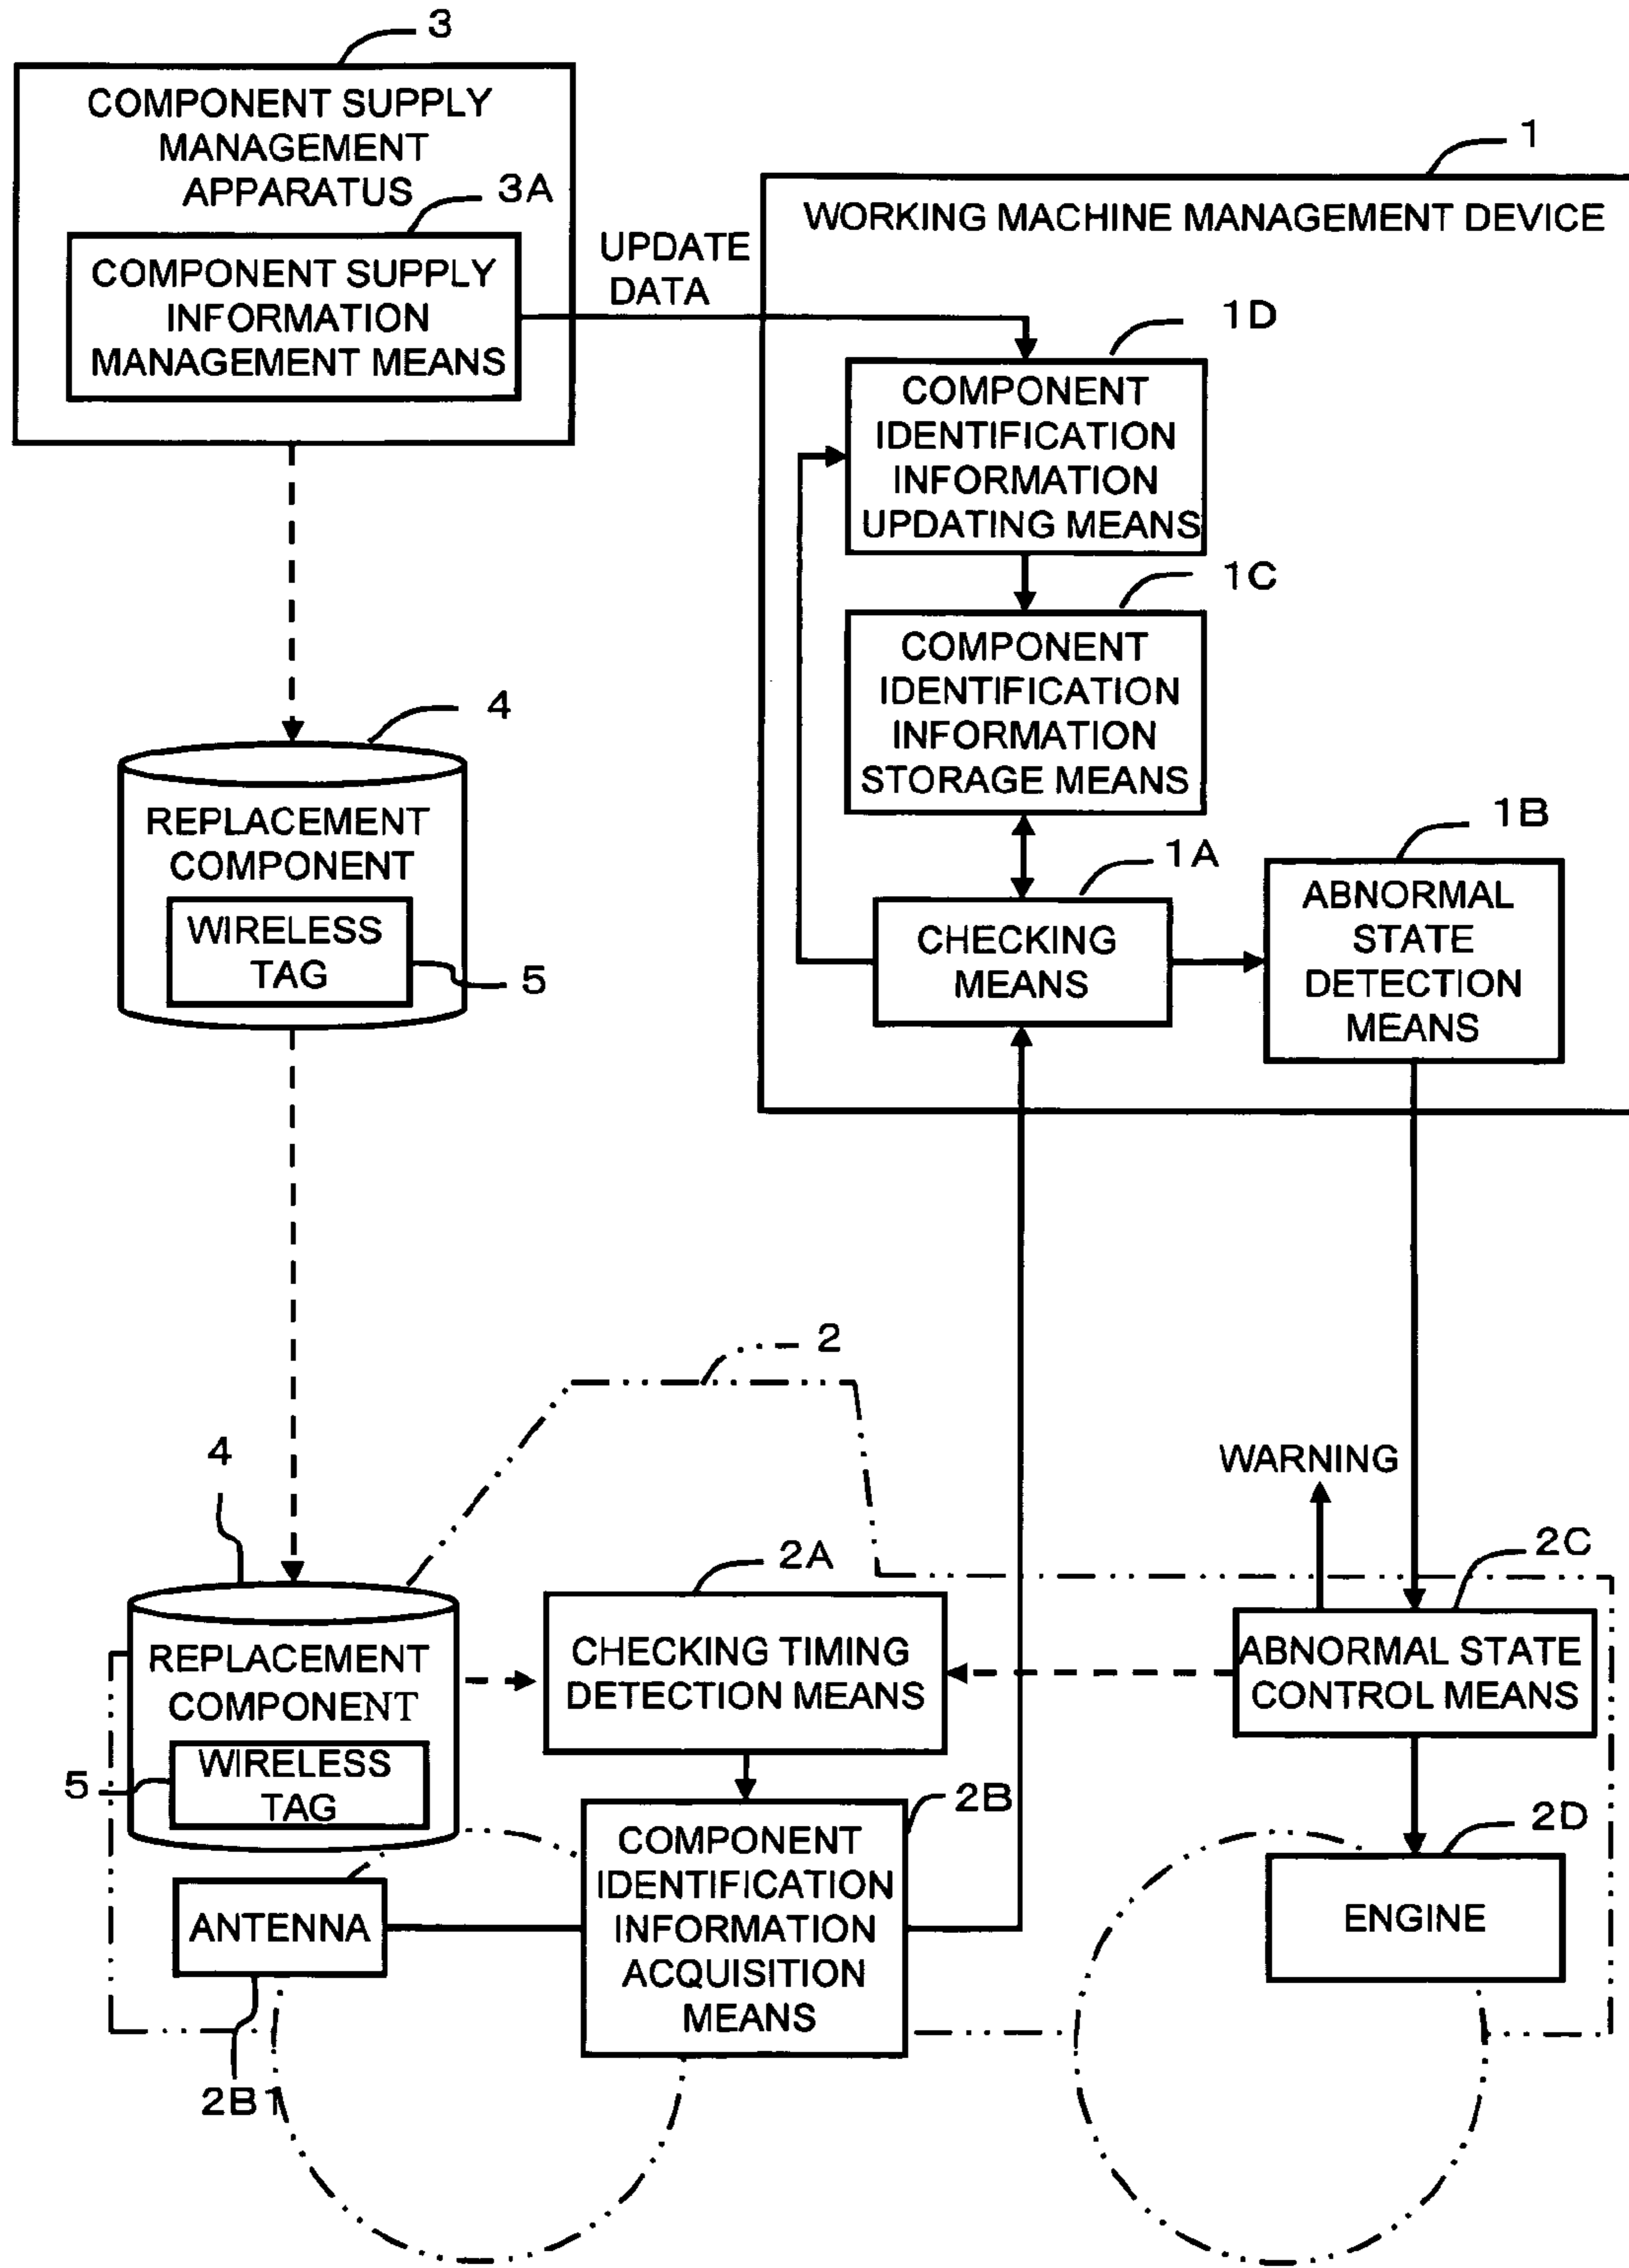 3
COMPONENT SUPPLY
MANAGEMENT
APPARATUS
3A
COMPONENT SUPPLY
INFORMATION
MANAGEMENT MEANS
UPDATE
DATA
1
WORKING MACHINE MANAGEMENT DEVICE
1D
COMPONENT
IDENTIFICATION
INFORMATION
UPDATING MEANS
1C
COMPONENT
IDENTIFICATION
INFORMATION
STORAGE MEANS
1A
CHECKING
MEANS
1B
ABNORMAL
STATE
DETECTION
MEANS
4
REPLACEMENT
COMPONENT
WIRELESS
TAG
5
2
4
REPLACEMENT
COMPONENT
WIRELESS
TAG
5
2A
CHECKING TIMING
DETECTION MEANS
WARNING
2C
ABNORMAL STATE
CONTROL MEANS
2B
COMPONENT
IDENTIFICATION
INFORMATION
ACQUISITION
MEANS
ANTENNA
2B1
2D
ENGINE